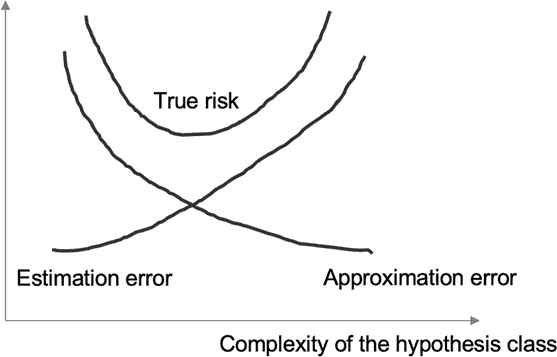 True risk
Estimation error
Approximation error
Complexity of the hypothesis class